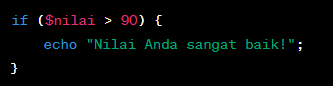 if ($nilai > 90) {
    echo "Nilai Anda sangat baik!";
}